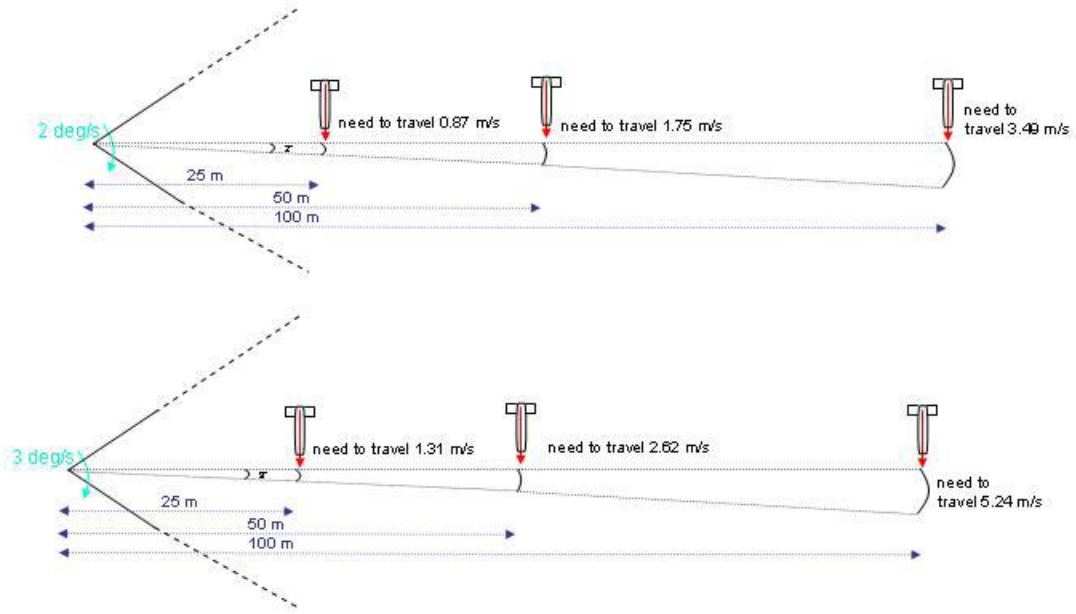 2 deg/s
need to travel 0.87 m/s
need to travel 1.75 m/s
need to
travel 3.49 m/s
25 m
50 m
100 m
3 deg/s
need to travel 1.31 m/s
need to travel 2.62 m/s
need to
travel 5.24 m/s
25 m
50 m
100 m